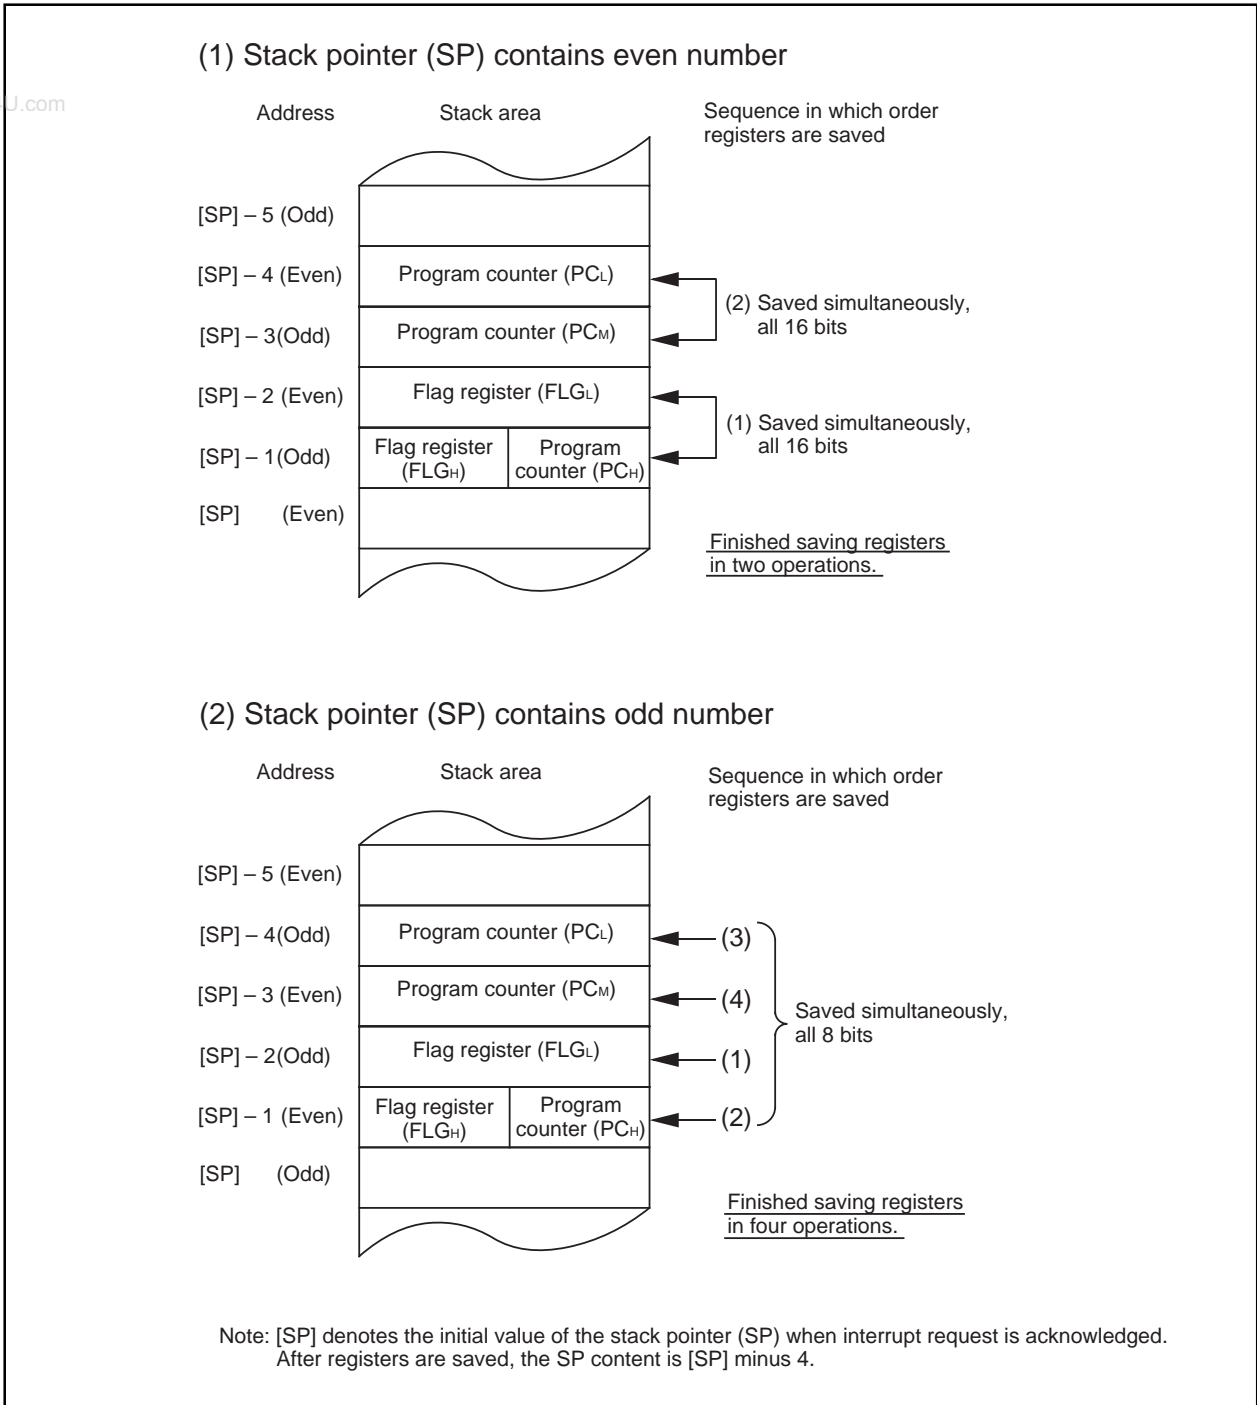 (1) Stack pointer (SP) contains even number
U.com
Address
Stack area
Sequence in which order
registers are saved
[SP] – 5 (Odd)
[SP] – 4 (Even)
Program counter (PCL)
[SP] – 3(Odd)
Program counter (PCM)
(2) Saved simultaneously,
all 16 bits
[SP] – 2 (Even)
Flag register (FLGL)
[SP] – 1(Odd)
Flag register
(FLGH)
Program
counter (PCH)
(1) Saved simultaneously,
all 16 bits
[SP] (Even)
Finished saving registers
in two operations.
(2) Stack pointer (SP) contains odd number
Address
Stack area
Sequence in which order
registers are saved
[SP] – 5 (Even)
[SP] – 4(Odd)
Program counter (PCL)
(3)
[SP] – 3 (Even)
Program counter (PCM)
(4)
[SP] – 2(Odd)
Flag register (FLGL)
(1)
[SP] – 1 (Even)
Flag register
(FLGH)
Program
counter (PCH)
(2)
Saved simultaneously,
all 8 bits
[SP] (Odd)
Finished saving registers
in four operations.
Note: [SP] denotes the initial value of the stack pointer (SP) when interrupt request is acknowledged.
After registers are saved, the SP content is [SP] minus 4.